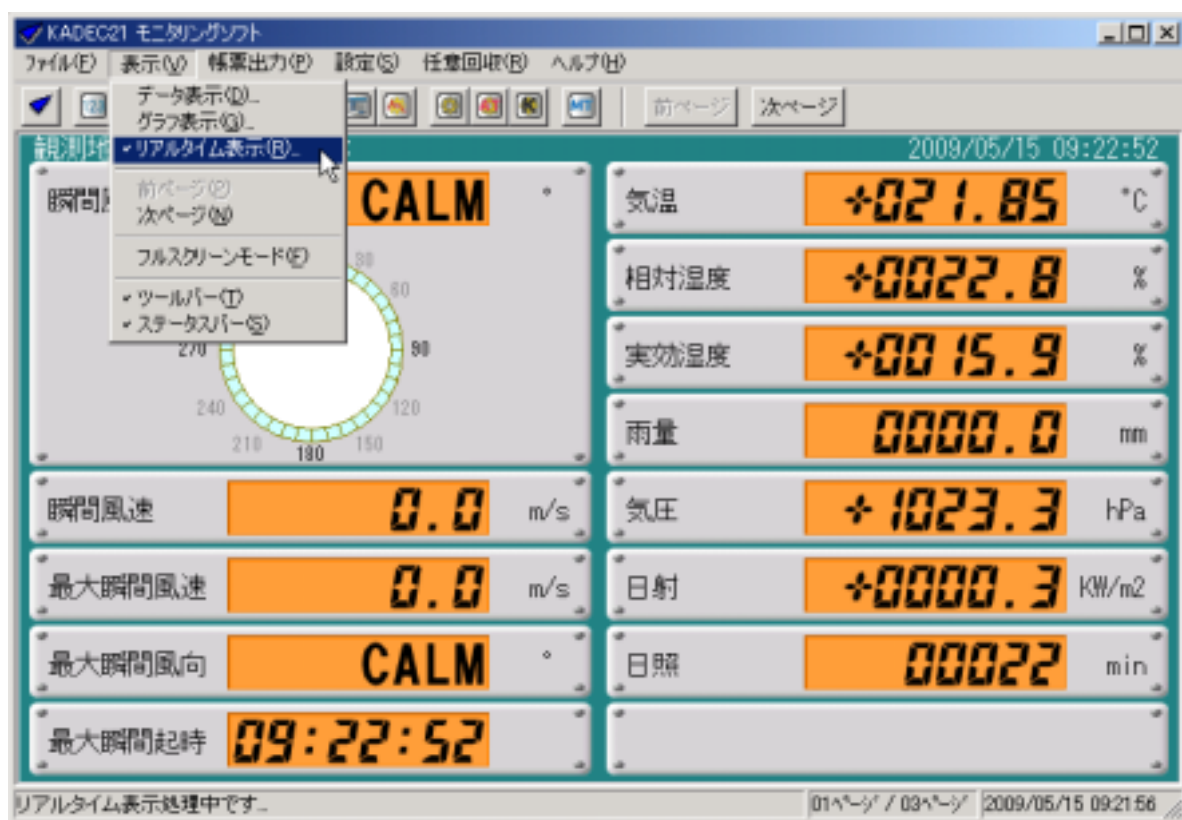 KADEC21 モニタリングソフト
ファイル(F) 表示(V) 帳票出力(P) 設定(S) 任意回収(R) ヘルプ(H)
前ページ 次ページ
データ表示(D)...
グラフ表示(G)...
リアルタイム表示(R)...
前ページ(P)
次ページ(N)
フルスクリーンモード(F)
ツールバー(T)
ステータスバー(S)
観測地
2009/05/15 09:22:52
瞬間 CALM °
30
60
90
120
150
180
210
240
270
瞬間風速 0.0 m/s
最大瞬間風速 0.0 m/s
最大瞬間風向 CALM °
最大瞬間起時 09:22:52
気温 +021.85 °C
相対湿度 +0022.8 %
実効湿度 +0015.9 %
雨量 0000.0 mm
気圧 +1023.3 hPa
日射 +0000.3 KW/m2
日照 00022 min
リアルタイム表示処理中です...
01ページ / 03ページ 2009/05/15 09:21:56